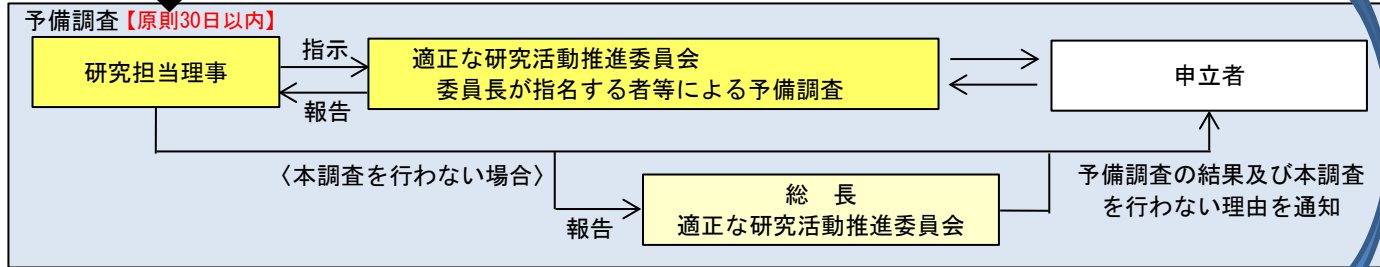 予備調査【原則30日以内】
研究担当理事
指示
報告
適正な研究活動推進委員会
委員長が指名する者等による予備調査
申立者
〈本調査を行わない場合〉
報告
総　長
適正な研究活動推進委員会
予備調査の結果及び本調査
を行わない理由を通知